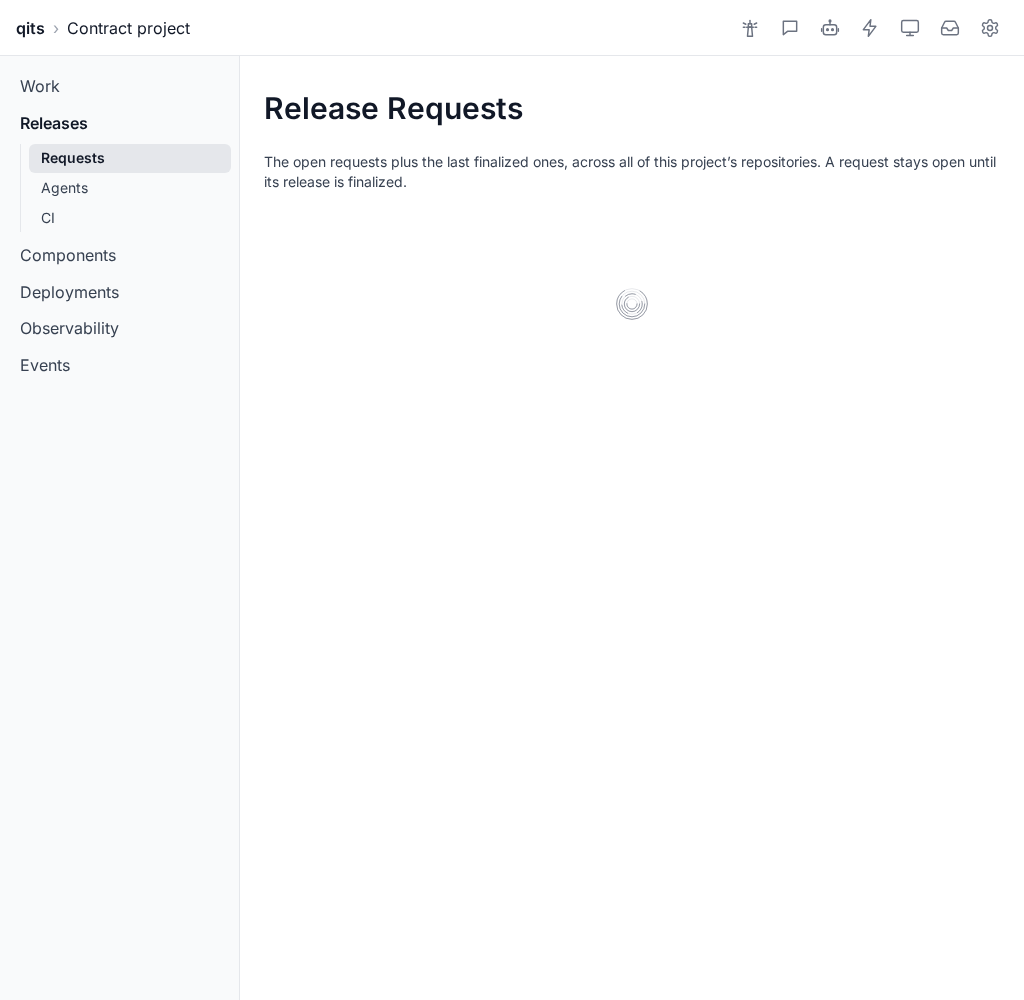 qits › Contract project
Work
Releases
Requests
Agents
CI
Components
Deployments
Observability
Events
Release Requests
The open requests plus the last finalized ones, across all of this project’s repositories. A request stays open until
its release is finalized.